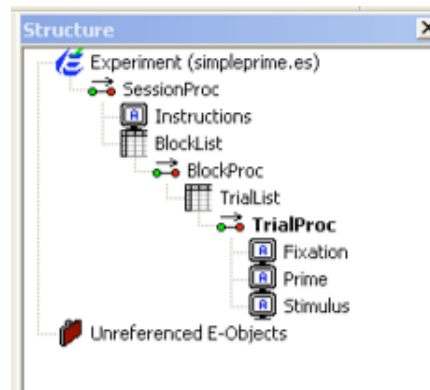 Structure
Experiment (simpleprime.es)
SessionProc
A Instructions
BlockList
BlockProc
TrialList
TrialProc
A Fixation
A Prime
A Stimulus
Unreferenced E-Objects